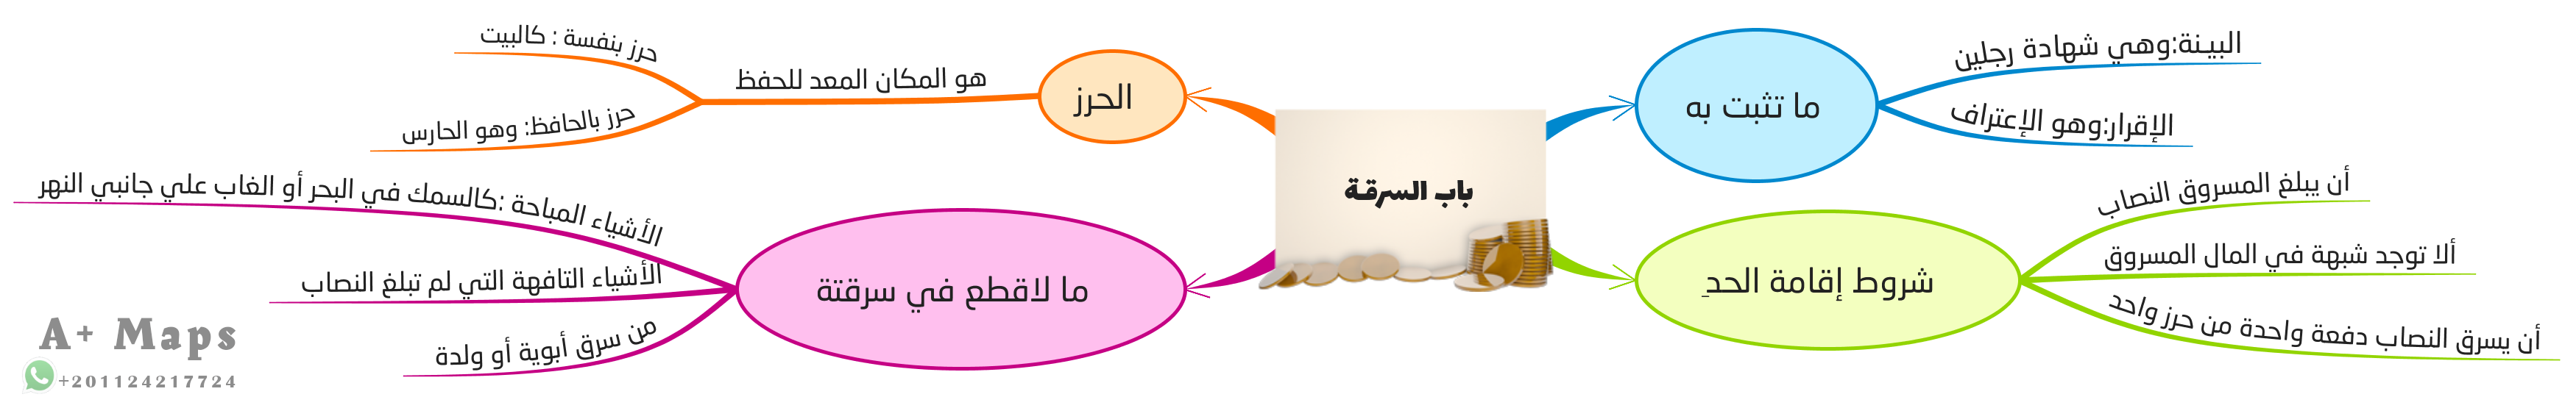 باب السرقة
ما تثبت به
البينة:وهي شهادة رجلين
الإقرار:وهو الإعتراف
شروط إقامة الحدِ
أن يبلغ المسروق النصاب
ألا توجد شبهة في المال المسروق
أن يسرق النصاب دفعة واحدة من حرز واحد
الحرز
هو المكان المعد للحفظ
حرز بنفسة : كالبيت
حرز بالحافظ: وهو الحارس
ما لاقطع في سرقتة
الأشياء المباحة :كالسمك في البحر أو الغاب علي جانبي النهر
الأشياء التافهة التي لم تبلغ النصاب
من سرق أبوية أو ولدة
A+ Maps
+201124217724